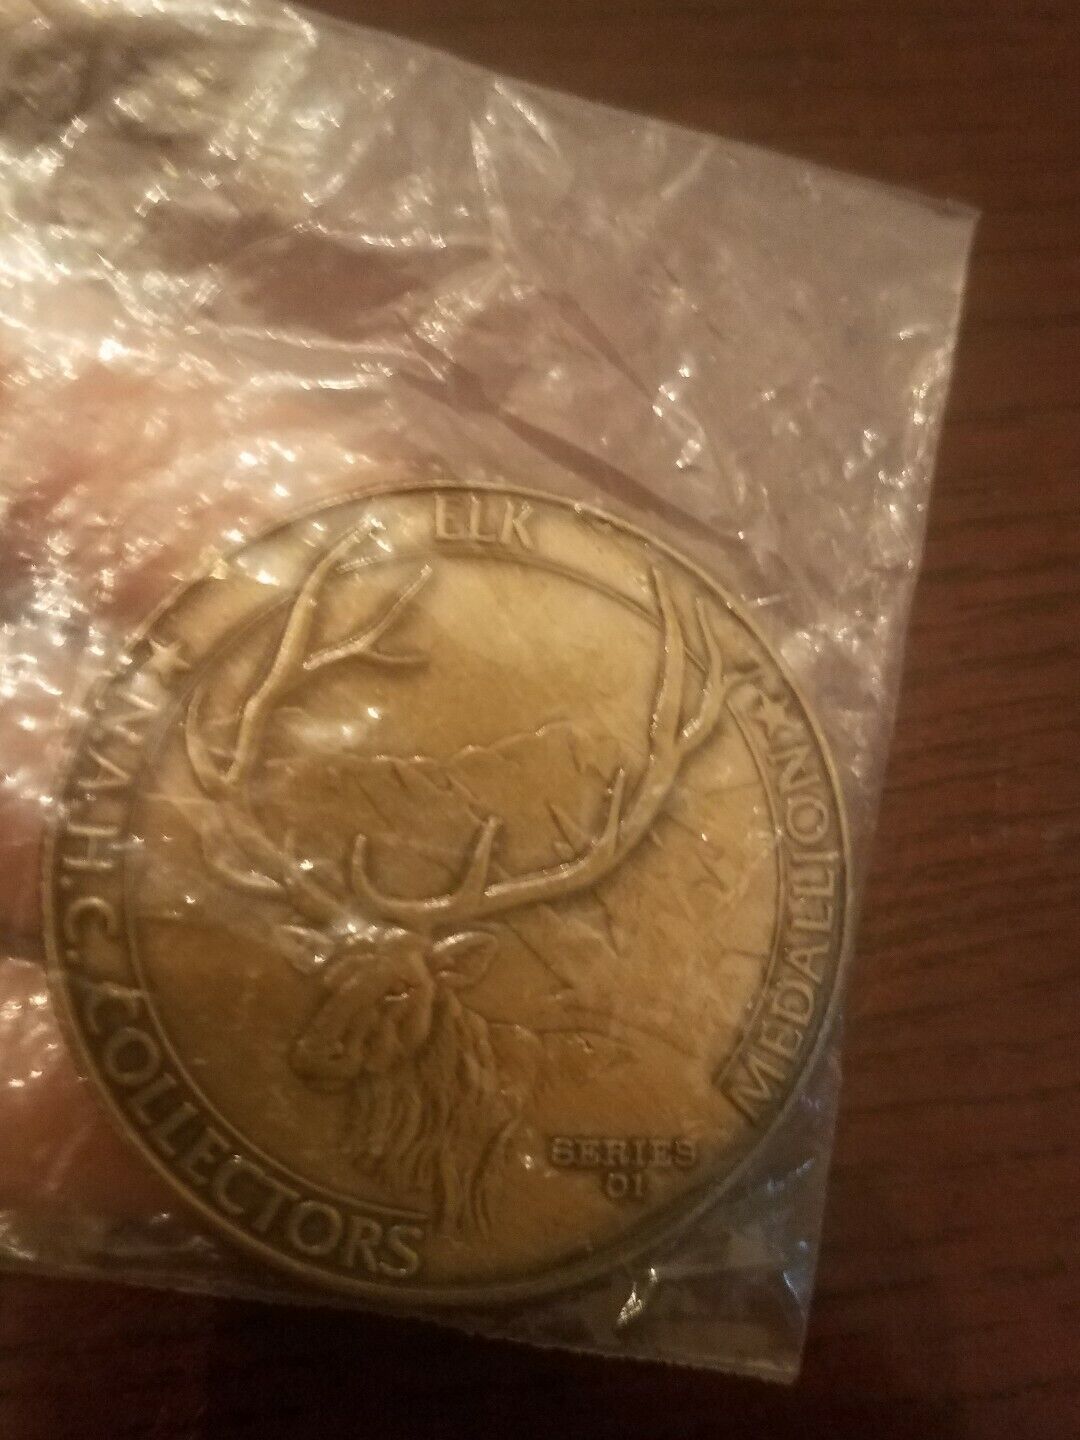 ELK
N.A.H.C. COLLECTORS
MEDALLION
SERIES
01